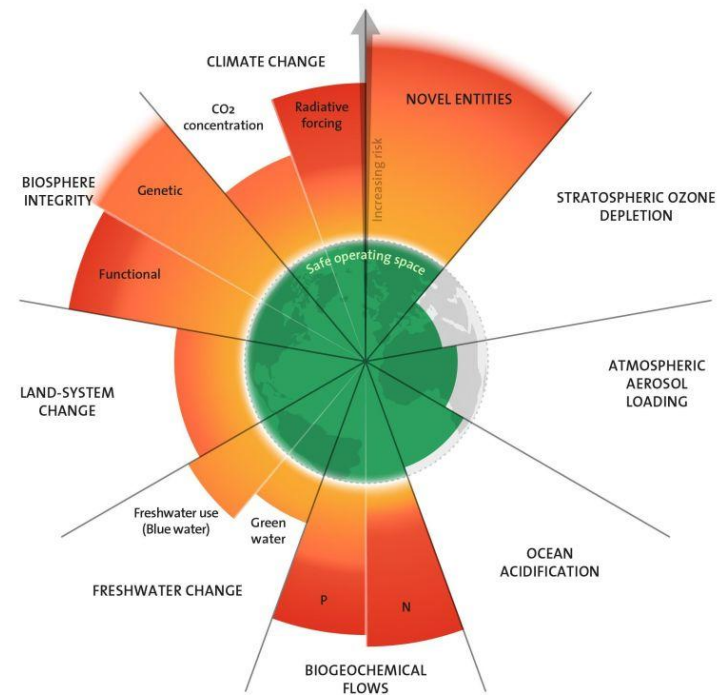 CLIMATE CHANGE
CO2
concentration
Radiative
forcing
Increasing risk
NOVEL ENTITIES
STRATOSPHERIC OZONE
DEPLETION
ATMOSPHERIC
AEROSOL
LOADING
OCEAN
ACIDIFICATION
BIOGEOCHEMICAL
FLOWS
P
N
FRESHWATER CHANGE
Freshwater use
(Blue water)
Green
water
LAND-SYSTEM
CHANGE
BIOSPHERE
INTEGRITY
Genetic
Functional
Safe operating space